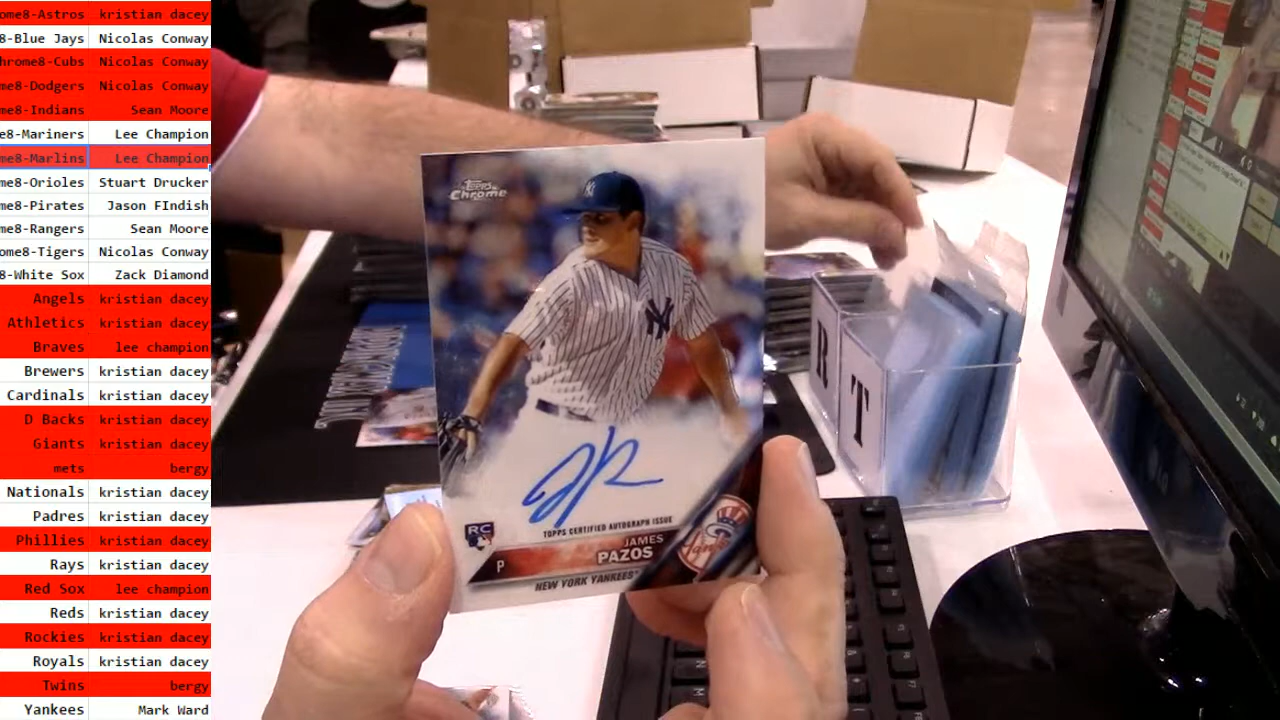 ome8-Astros kristian dacey
8-Blue Jays Nicolas Conway
hrome8-Cubs Nicolas Conway
me8-Dodgers Nicolas Conway
me8-Indians Sean Moore
me8-Mariners Lee Champion
me8-Marlins Lee Champion
me8-Orioles Stuart Drucker
me8-Pirates Jason FIndish
me8-Rangers Sean Moore
ome8-Tigers Nicolas Conway
8-White Sox Zack Diamond
Angels kristian dacey
Athletics kristian dacey
Braves lee champion
Brewers kristian dacey
Cardinals kristian dacey
D Backs kristian dacey
Giants kristian dacey
mets bergy
Nationals kristian dacey
Padres kristian dacey
Phillies kristian dacey
Rays kristian dacey
Red Sox lee champion
Reds kristian dacey
Rockies kristian dacey
Royals kristian dacey
Twins bergy
Yankees Mark Ward
Topps
Chrome
NY
NY
TOPPS CERTIFIED AUTOGRAPH ISSUE
RC
JAMES
P PAZOS
Yankees
NEW YORK YANKEES
R
T